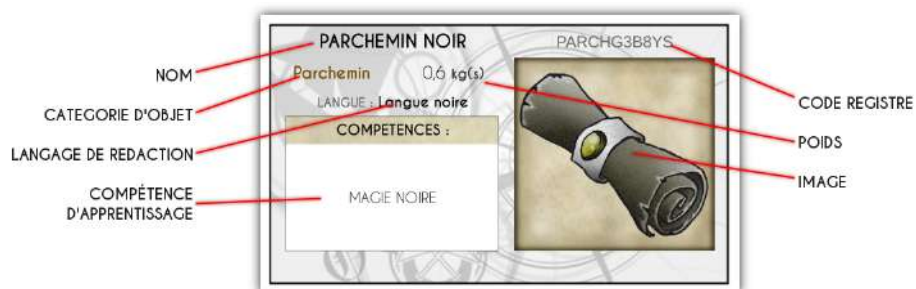 PARCHEMIN NOIR
PARCHG3B8YS
Parchemin 0,6 kg(s)
LANGUE : Langue noire
COMPETENCES :
MAGIE NOIRE
NOM
CATEGORIE D'OBJET
LANGAGE DE REDACTION
COMPÉTENCE
D'APPRENTISSAGE
CODE REGISTRE
POIDS
IMAGE